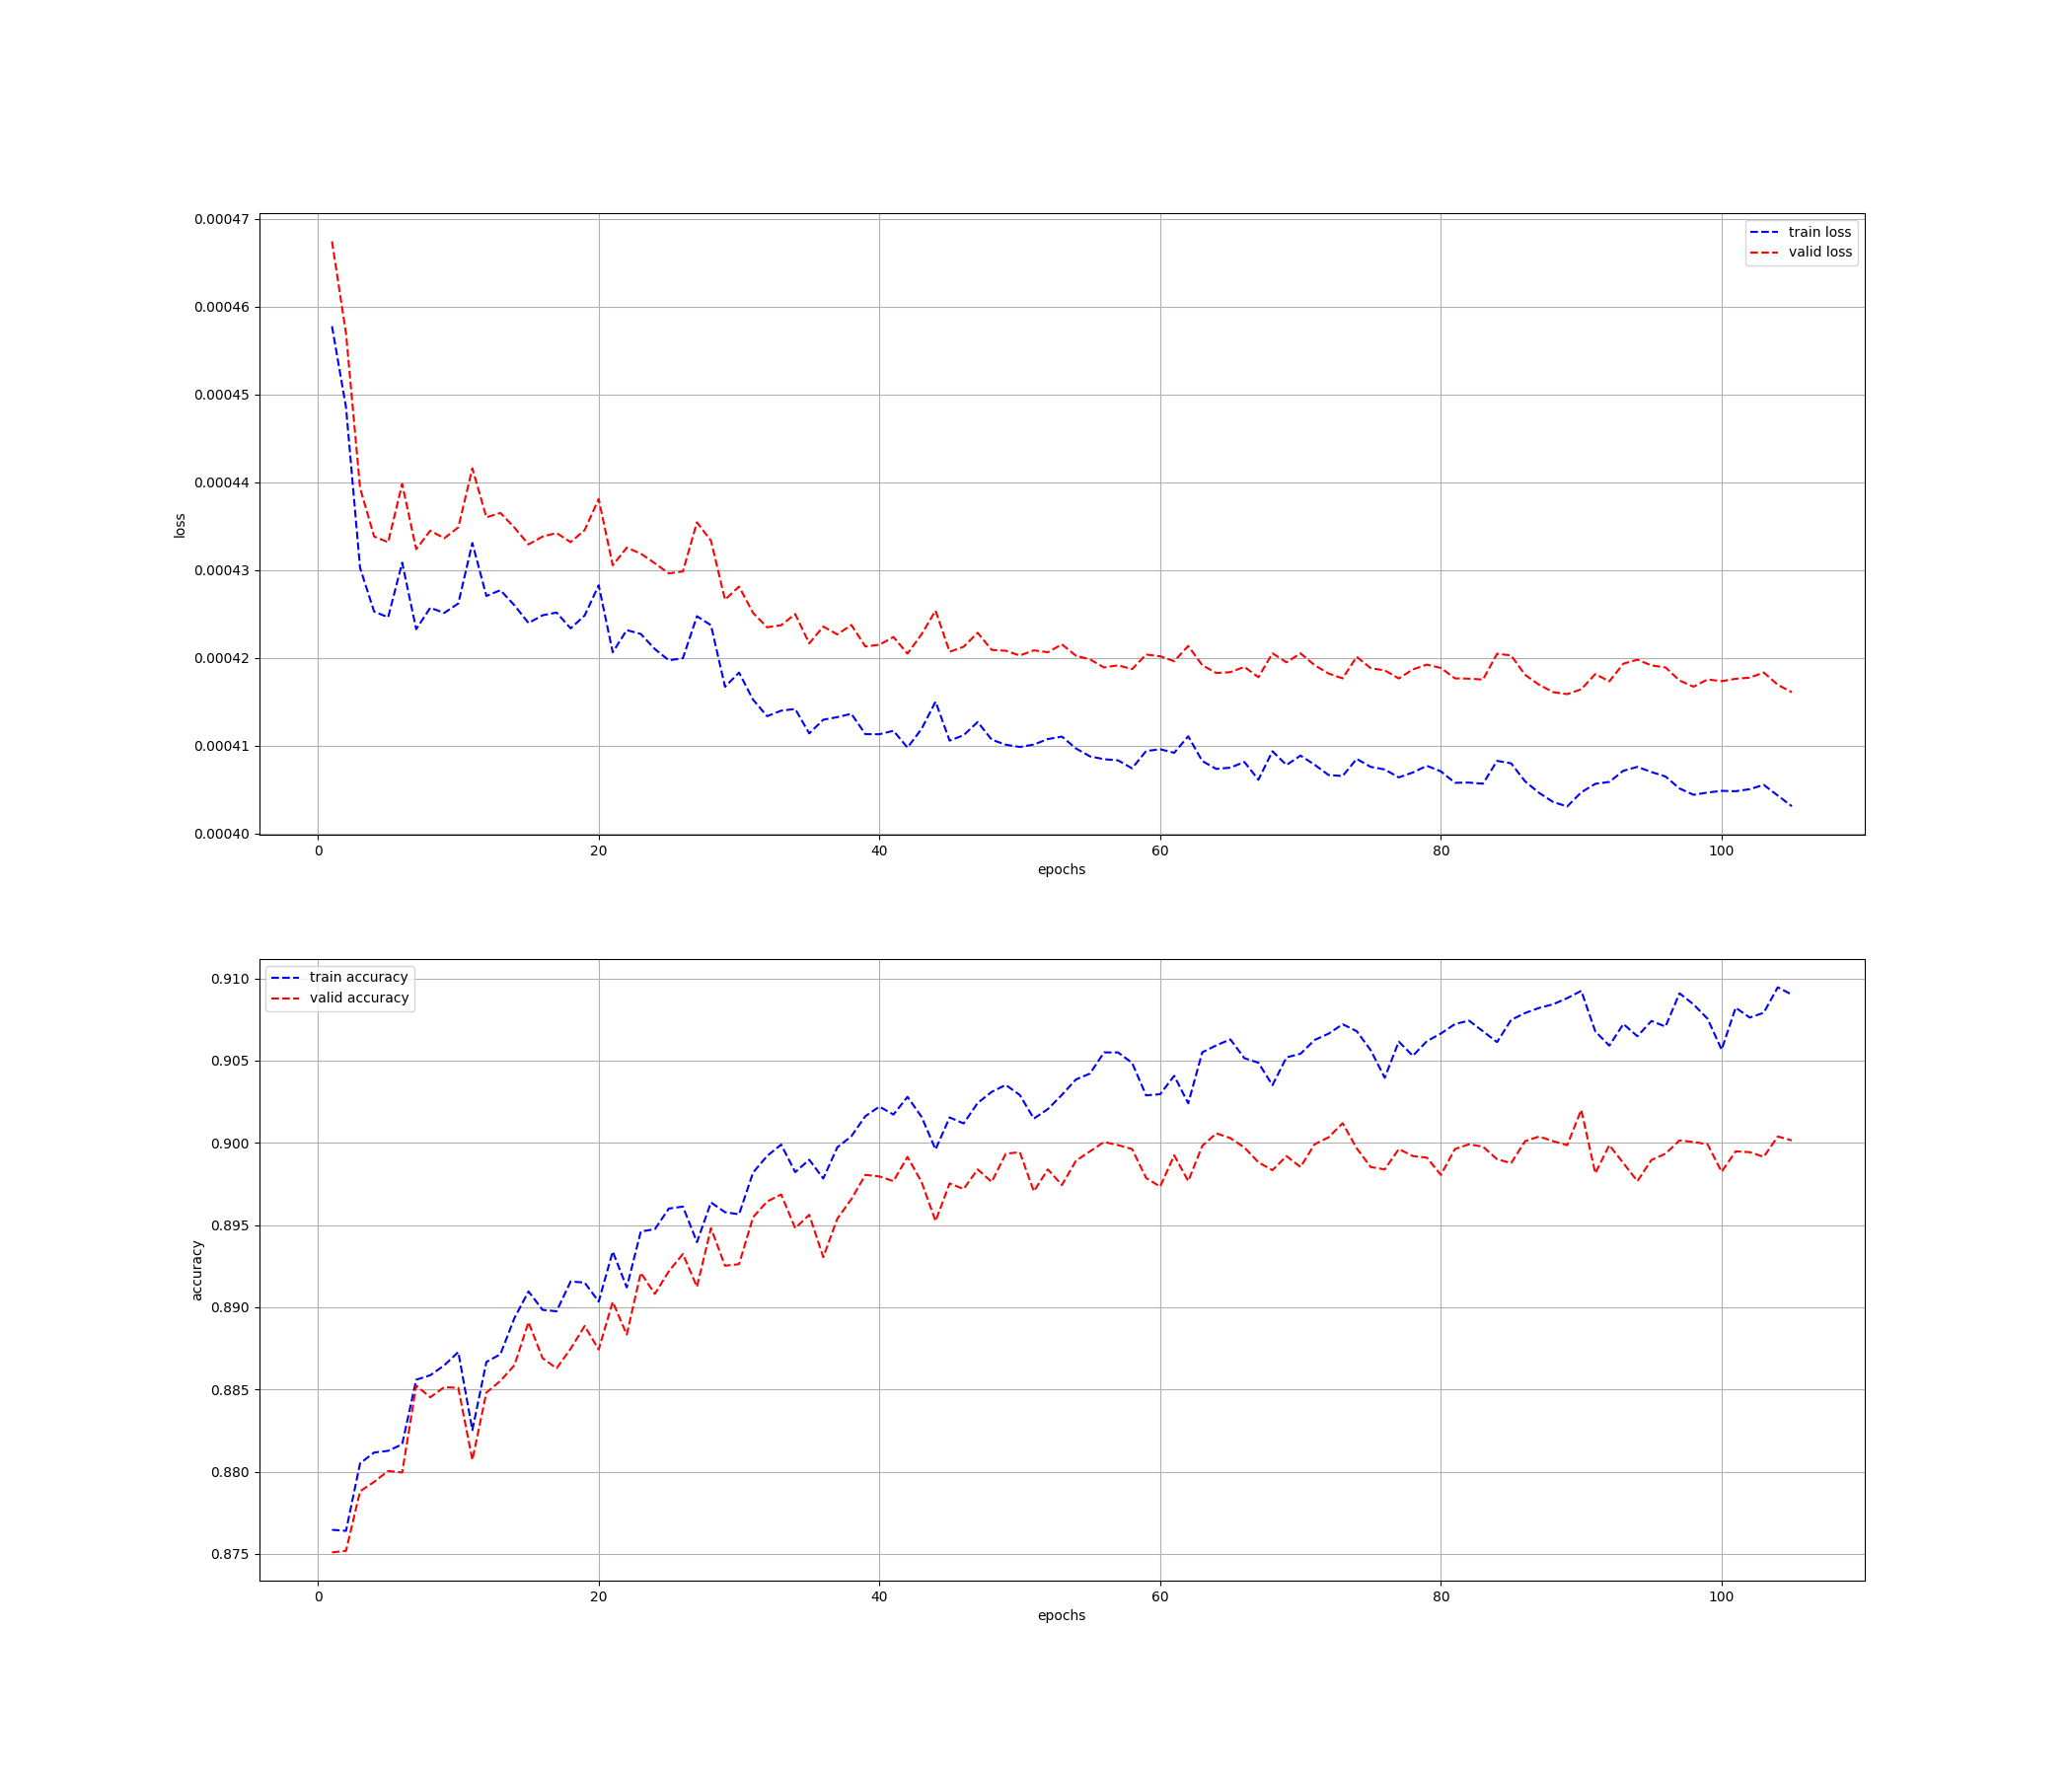 0.00047
0.00046
0.00045
0.00044
0.00043
0.00042
0.00041
0.00040
loss
train loss
valid loss
0 20 40 60 80 100
epochs
0.910
0.905
0.900
0.895
0.890
0.885
0.880
0.875
accuracy
train accuracy
valid accuracy
0 20 40 60 80 100
epochs